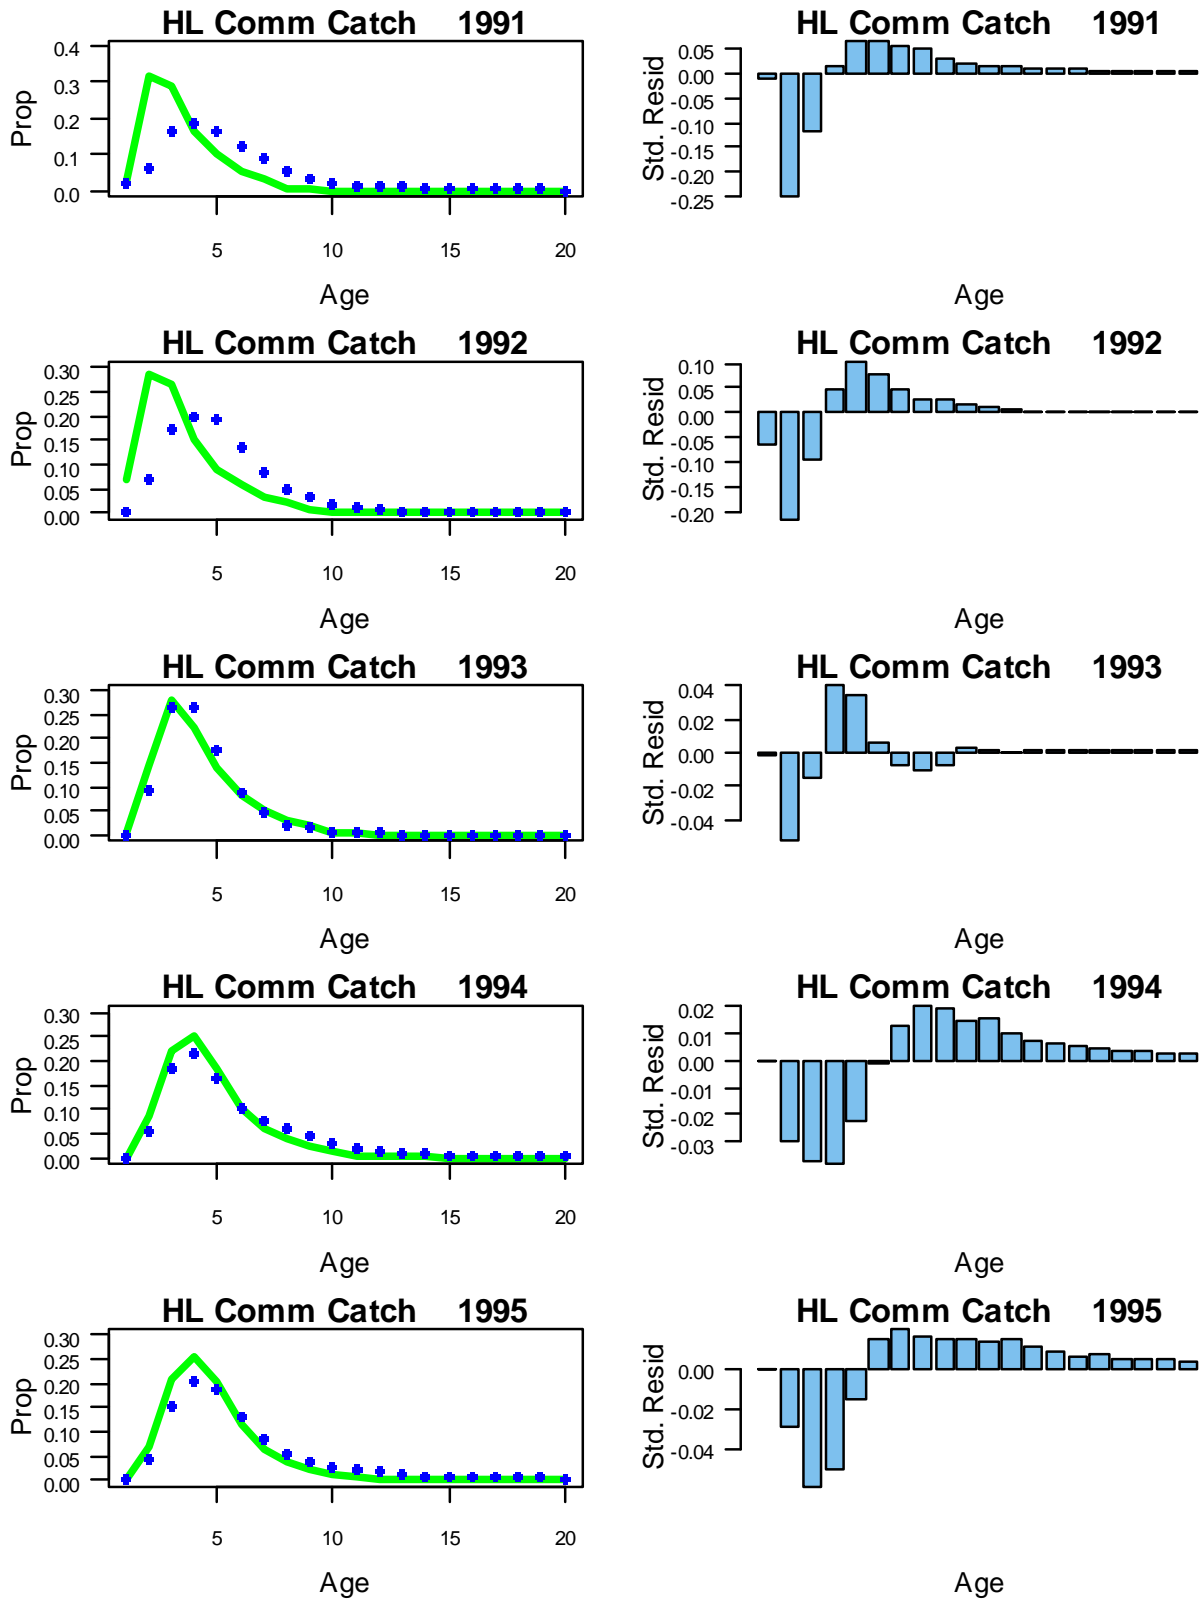 HL Comm Catch 1991
Prop
0.4
0.3
0.2
0.1
0.0
5 10 15 20
Age
HL Comm Catch 1991
Std. Resid
0.05
0.00
-0.05
-0.10
-0.15
-0.20
-0.25
Age
HL Comm Catch 1992
Prop
0.30
0.25
0.20
0.15
0.10
0.05
0.00
5 10 15 20
Age
HL Comm Catch 1992
Std. Resid
0.10
0.05
0.00
-0.05
-0.10
-0.15
-0.20
Age
HL Comm Catch 1993
Prop
0.30
0.25
0.20
0.15
0.10
0.05
0.00
5 10 15 20
Age
HL Comm Catch 1993
Std. Resid
0.04
0.02
0.00
-0.02
-0.04
Age
HL Comm Catch 1994
Prop
0.30
0.25
0.20
0.15
0.10
0.05
0.00
5 10 15 20
Age
HL Comm Catch 1994
Std. Resid
0.02
0.01
0.00
-0.01
-0.02
-0.03
Age
HL Comm Catch 1995
Prop
0.30
0.25
0.20
0.15
0.10
0.05
0.00
5 10 15 20
Age
HL Comm Catch 1995
Std. Resid
0.00
-0.02
-0.04
Age